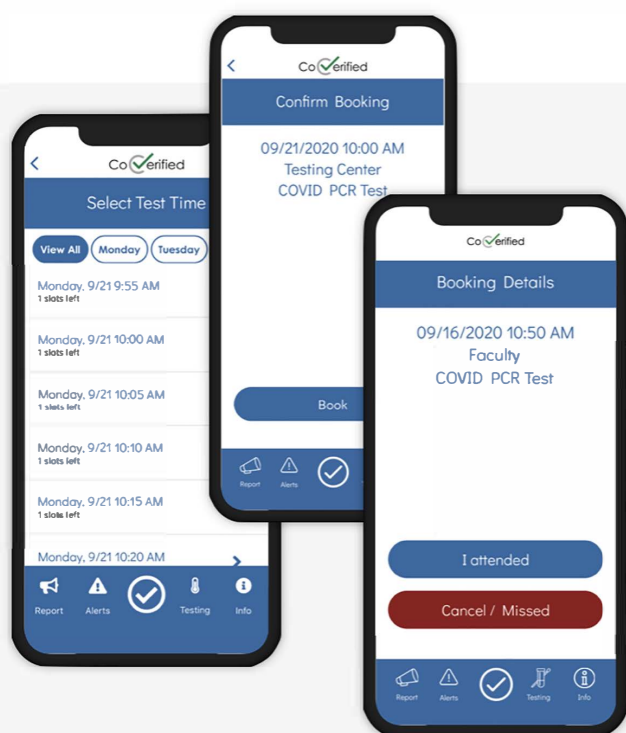 CoVerified
Select Test Time
View All
Monday
Tuesday
Monday, 9/21 9:55 AM
1 slots left
Monday, 9/21 10:00 AM
1 slots left
Monday, 9/21 10:05 AM
1 slots left
Monday, 9/21 10:10 AM
1 slots left
Monday, 9/21 10:15 AM
1 slots left
Monday, 9/21 10:20 AM
Report
Alerts
Testing
Info
CoVerified
Confirm Booking
09/21/2020 10:00 AM
Testing Center
COVID PCR Test
Book
Report
Alerts
CoVerified
Booking Details
09/16/2020 10:50 AM
Faculty
COVID PCR Test
I attended
Cancel / Missed
Report
Alerts
Testing
Info